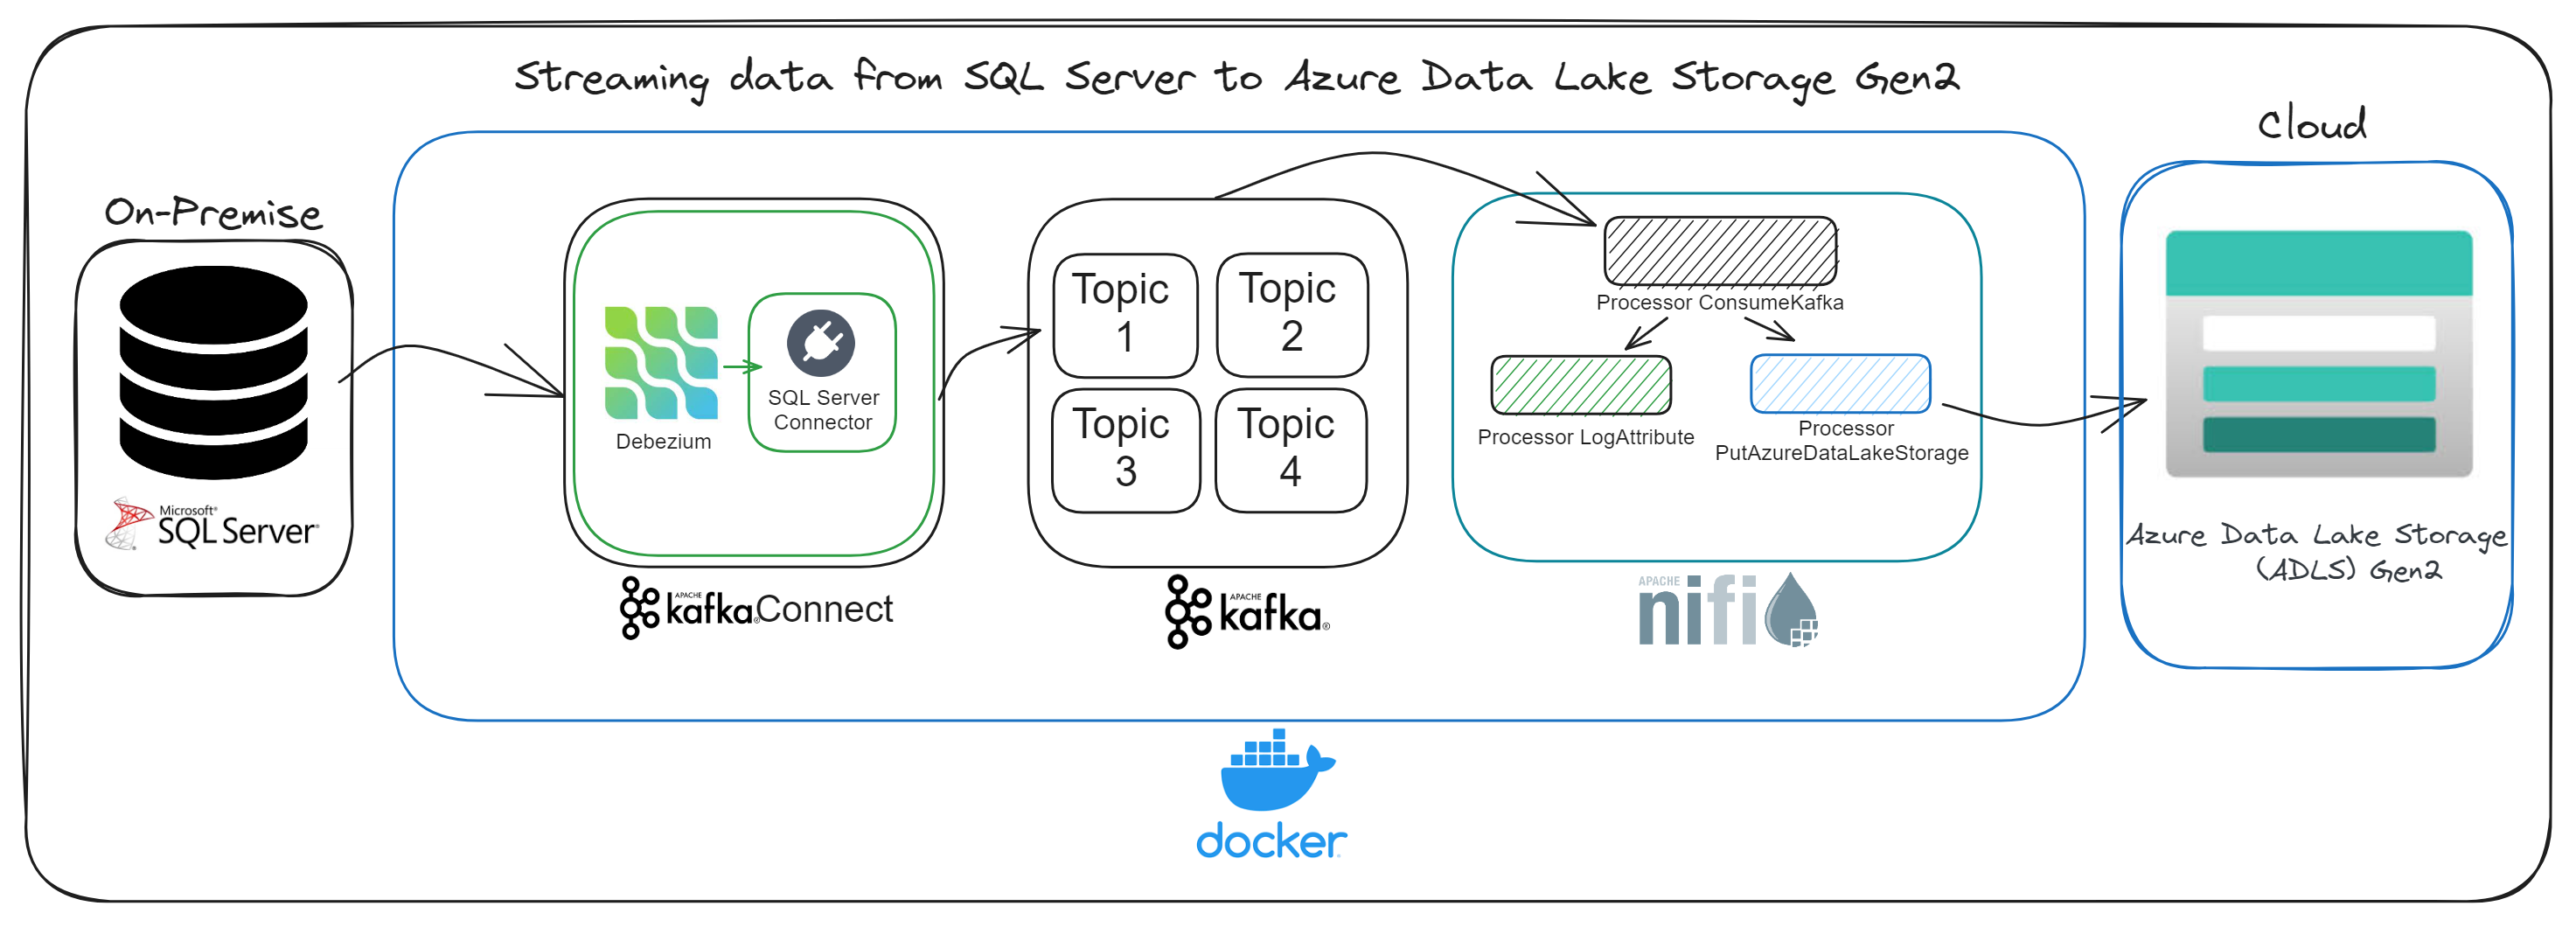 Streaming data from SQL Server to Azure Data Lake Storage Gen2
Cloud
On-Premise
Microsoft®
SQL Server®
Debezium
SQL Server
Connector
APACHE
kafka® Connect
Topic
1
Topic
2
Topic
3
Topic
4
APACHE
kafka®
Processor ConsumeKafka
Processor LogAttribute
Processor
PutAzureDataLakeStorage
APACHE
nifi
Azure Data Lake Storage
(ADLS) Gen2
docker